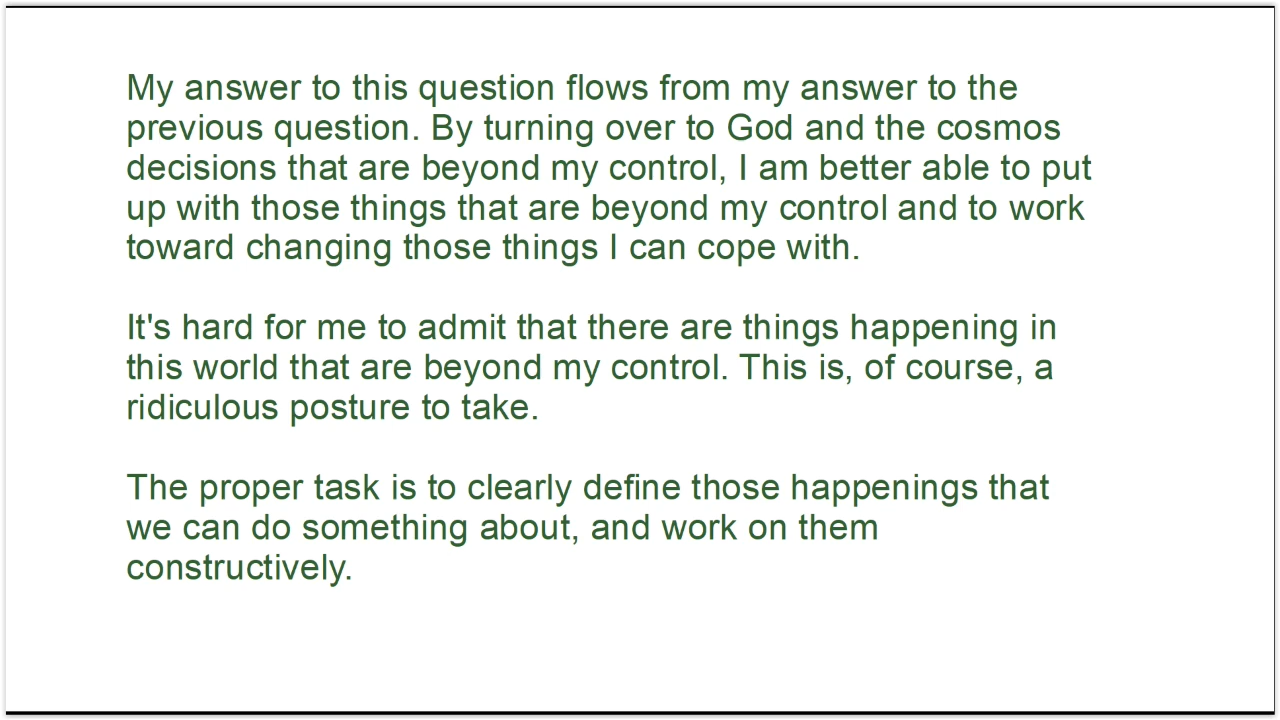 My answer to this question flows from my answer to the
previous question. By turning over to God and the cosmos
decisions that are beyond my control, I am better able to put
up with those things that are beyond my control and to work
toward changing those things I can cope with.
It's hard for me to admit that there are things happening in
this world that are beyond my control. This is, of course, a
ridiculous posture to take.
The proper task is to clearly define those happenings that
we can do something about, and work on them
constructively.